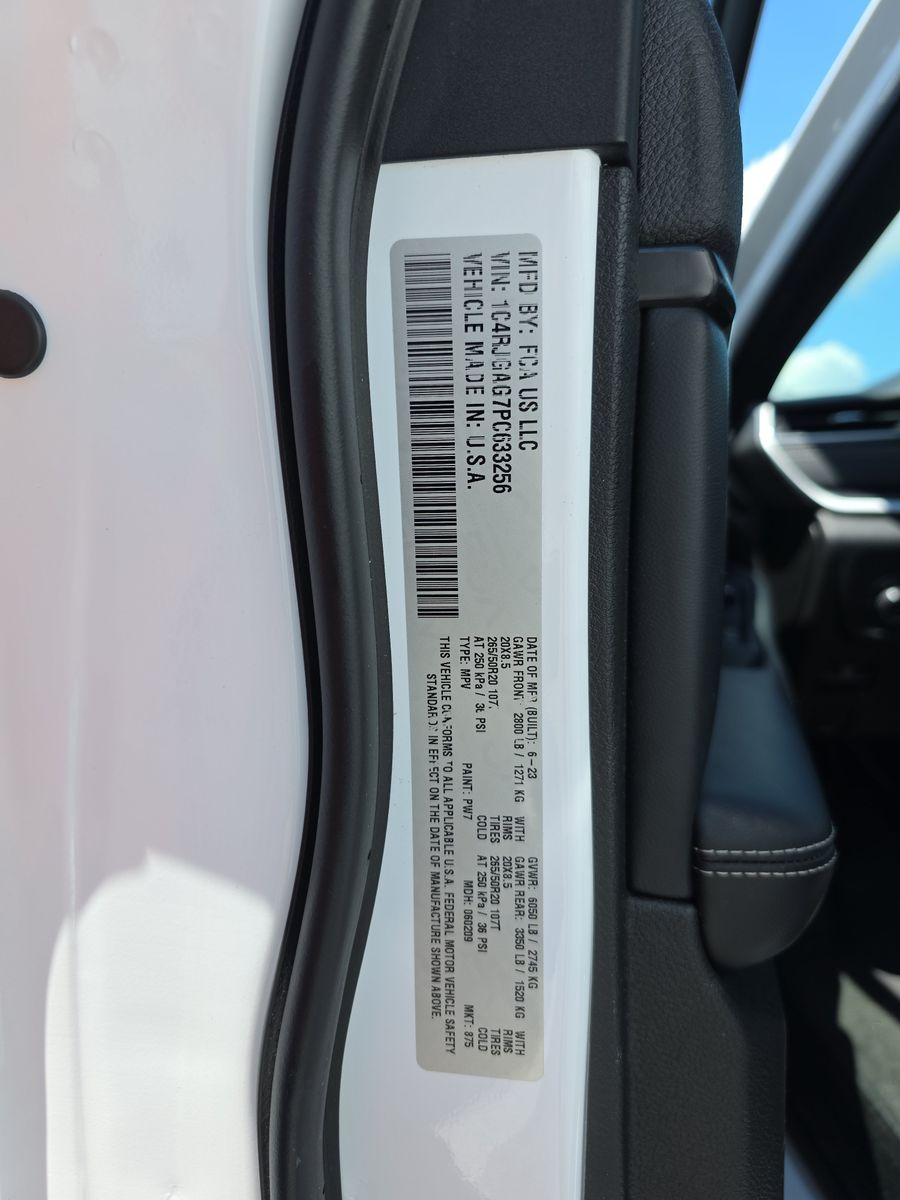 MFD BY: FCA US LLC
VIN: 1C4RJGAG7PC633256
VEHICLE MADE IN: U.S.A.
DATE OF MFR (BUILT): 6-23 GVWR: 6050 LB / 2745 KG
GAWR FRONT: 2800 LB / 1271 KG WITH GAWR REAR: 3350 LB / 1520 KG WITH
20X8.5 RIMS 20X8.5 RIMS
265/50R20 107T TIRES 265/50R20 107T TIRES
AT 250 kPa / 36 PSI COLD AT 250 kPa / 36 PSI COLD
TYPE: MPV PAINT: PW7 MDH: 060209 MKT: 875
THIS VEHICLE CONFORMS TO ALL APPLICABLE U.S.A. FEDERAL MOTOR VEHICLE SAFETY
STANDARDS IN EFFECT ON THE DATE OF MANUFACTURE SHOWN ABOVE.